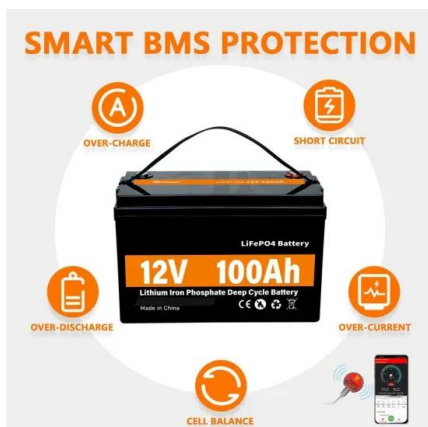 SMART BMS PROTECTION
A
OVER-CHARGE
SHORT CIRCUIT
LiFePO4 Battery
12V 100Ah
Lithium Iron Phosphate Deep Cycle Battery
Made in China
CE
OVER-DISCHARGE
OVER-CURRENT
CELL BALANCE